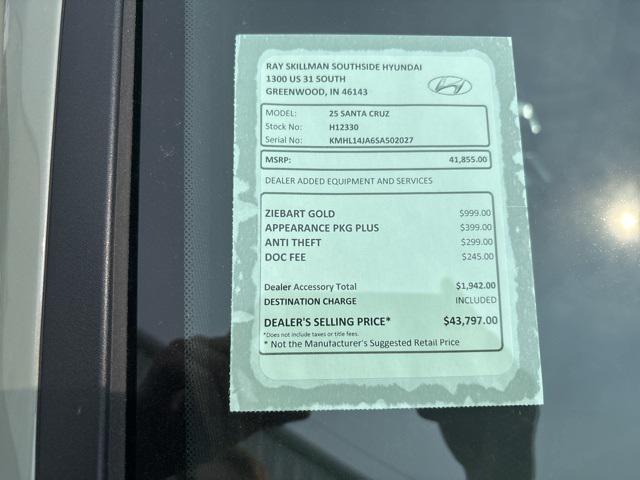 RAY SKILLMAN SOUTHSIDE HYUNDAI
1300 US 31 SOUTH
GREENWOOD, IN 46143
MODEL: 25 SANTA CRUZ
Stock No: H12330
Serial No: KMHL14JA6SA502027
MSRP: 41,855.00
DEALER ADDED EQUIPMENT AND SERVICES
ZIEBART GOLD $999.00
APPEARANCE PKG PLUS $399.00
ANTI THEFT $299.00
DOC FEE $245.00
Dealer Accessory Total $1,942.00
DESTINATION CHARGE INCLUDED
DEALER'S SELLING PRICE* $43,797.00
*Does not include taxes or title fees.
* Not the Manufacturer's Suggested Retail Price